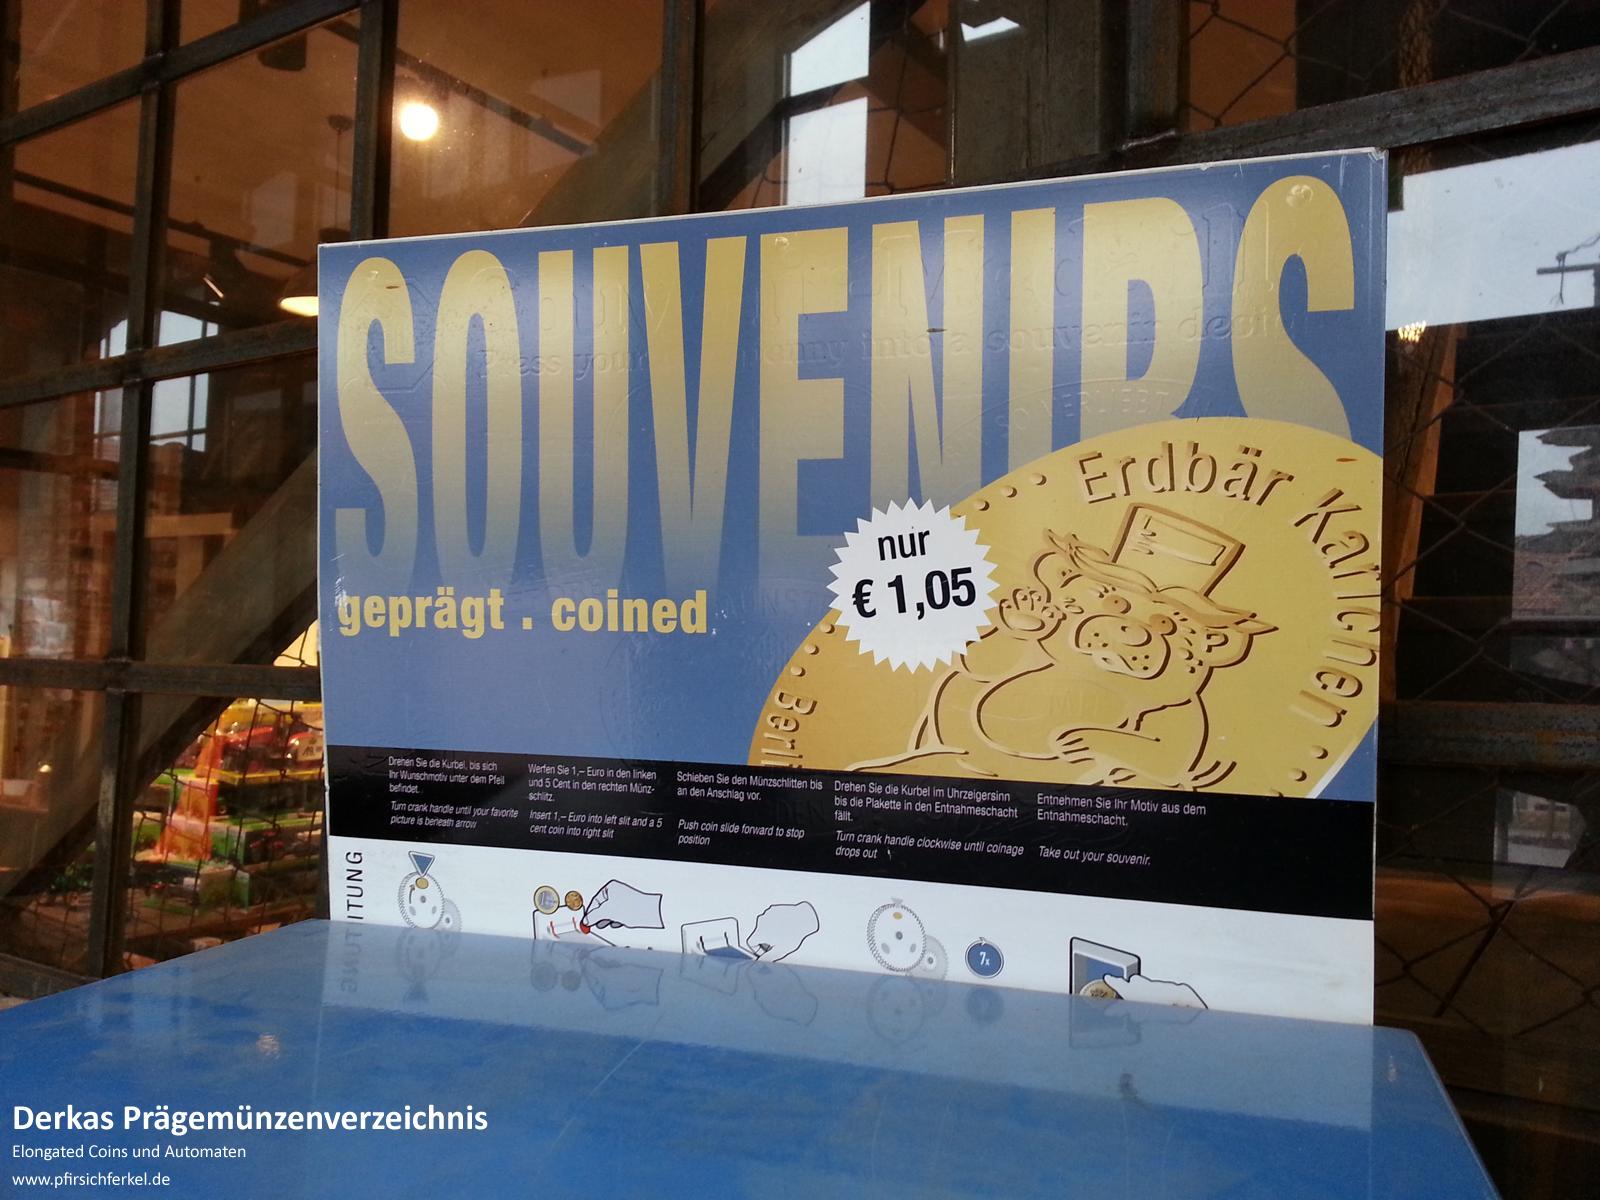 SOUVENIRS
geprägt . coined
nur
€ 1,05
Erdbär Karlchen
Berlin
Drehen Sie die Kurbel, bis sich
Ihr Wunschmotiv unter dem Pfeil
befindet.
Turn crank handle until your favorite
picture is beneath arrow
Werfen Sie 1,– Euro in den linken
und 5 Cent in den rechten Münz-
schlitz.
Insert 1,– Euro into left slit and a 5
cent coin into right slit
Schieben Sie den Münzschlitten bis
an den Anschlag vor.
Push coin slide forward to stop
position
Drehen Sie die Kurbel im Uhrzeigersinn
bis die Plakette in den Entnahmeschacht
fällt.
Turn crank handle clockwise until coinage
drops out
Entnehmen Sie Ihr Motiv aus dem
Entnahmeschacht.
Take out your souvenir.
ITUNG
7x
Derkas Prägemünzenverzeichnis
Elongated Coins und Automaten
www.pfirsichferkel.de